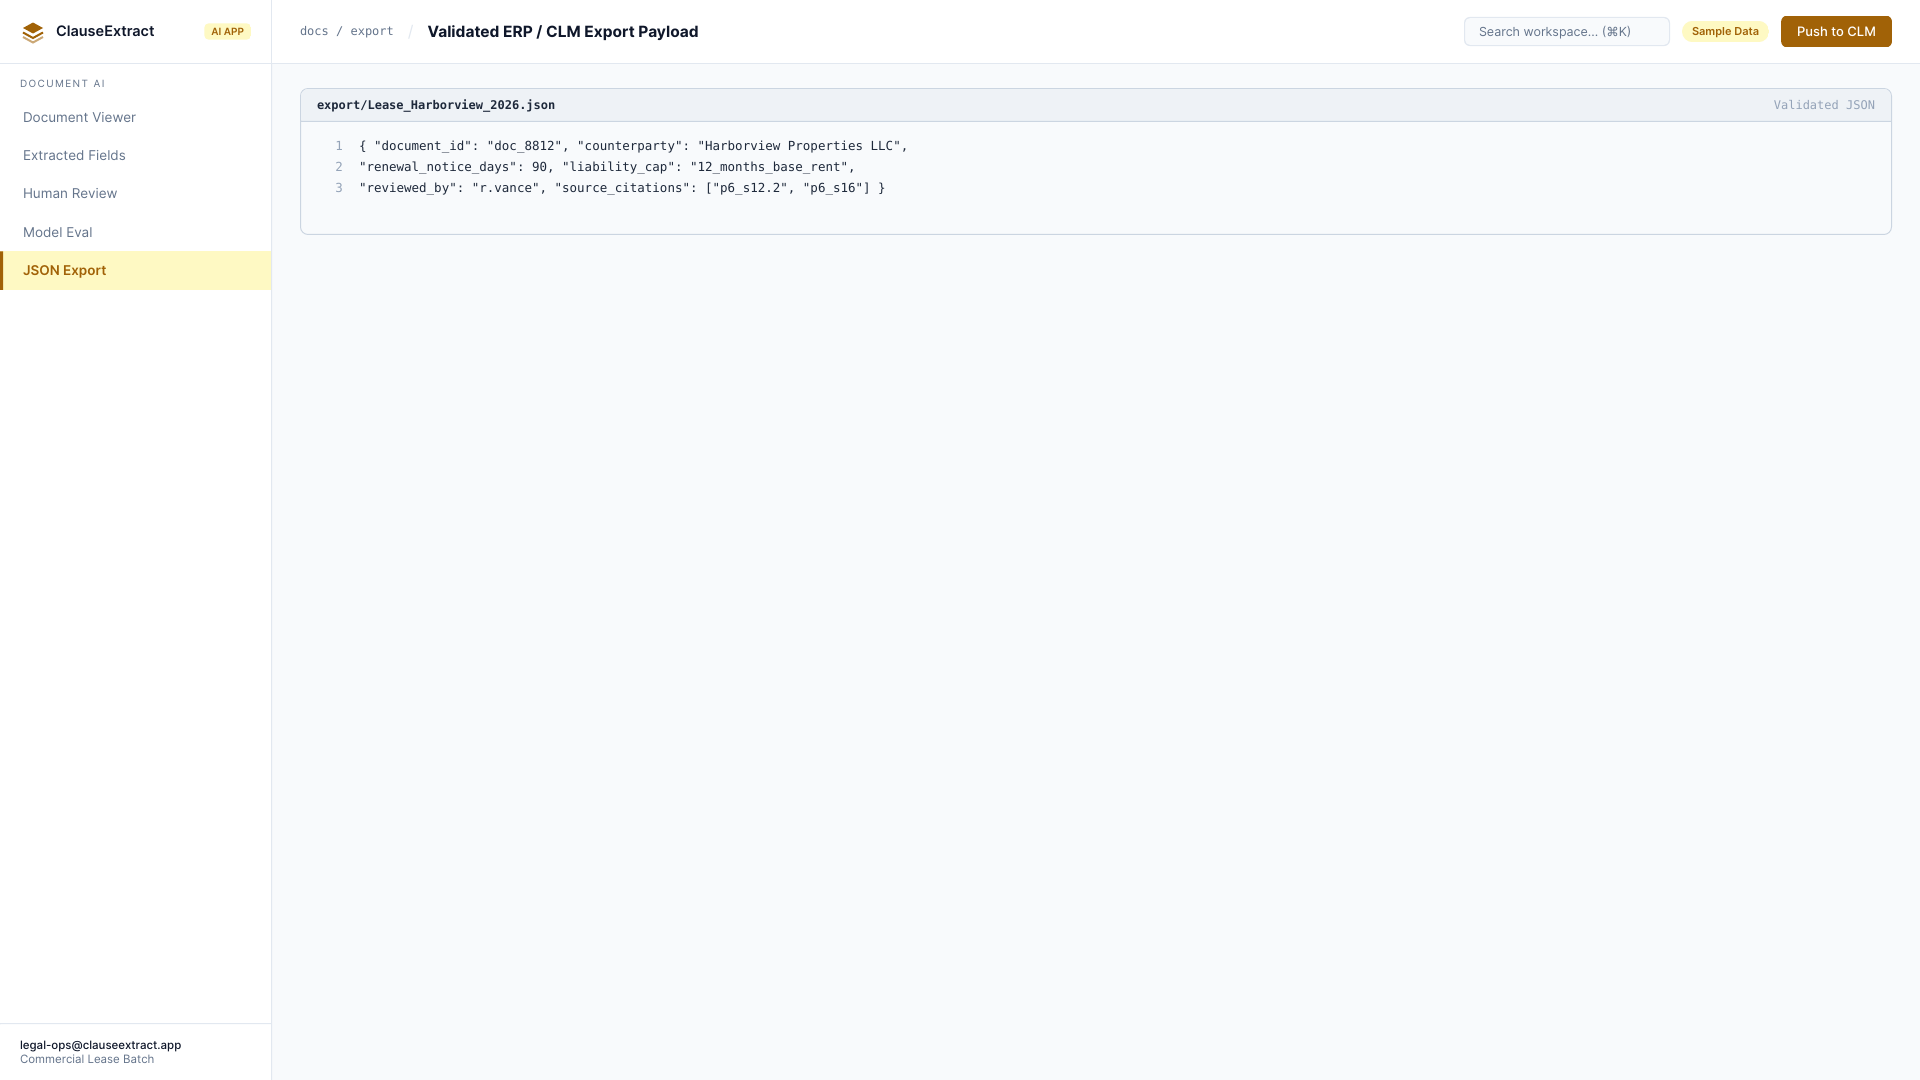 ClauseExtract
AI APP
DOCUMENT AI
Document Viewer
Extracted Fields
Human Review
Model Eval
JSON Export
legal-ops@clauseextract.app
Commercial Lease Batch
docs / export / Validated ERP / CLM Export Payload
Search workspace... (⌘K)
Sample Data
Push to CLM
export/Lease_Harborview_2026.json
Validated JSON
1 { "document_id": "doc_8812", "counterparty": "Harborview Properties LLC",
2 "renewal_notice_days": 90, "liability_cap": "12_months_base_rent",
3 "reviewed_by": "r.vance", "source_citations": ["p6_s12.2", "p6_s16"] }